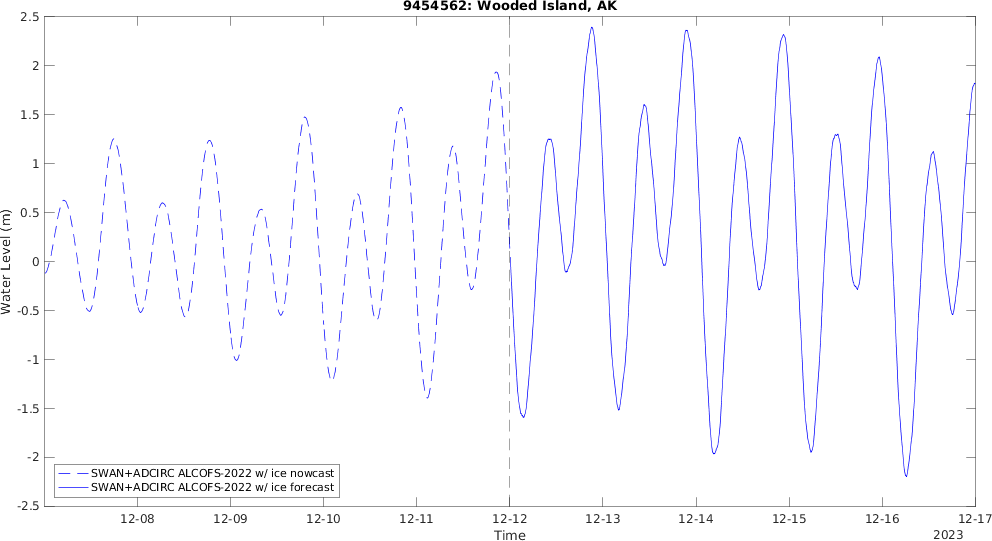 9454562: Wooded Island, AK
2.5
2
1.5
1
0.5
0
-0.5
-1
-1.5
-2
-2.5
Water Level (m)
SWAN+ADCIRC ALCOFS-2022 w/ ice nowcast
SWAN+ADCIRC ALCOFS-2022 w/ ice forecast
12-08 12-09 12-10 12-11 12-12 12-13 12-14 12-15 12-16 12-17
Time
2023